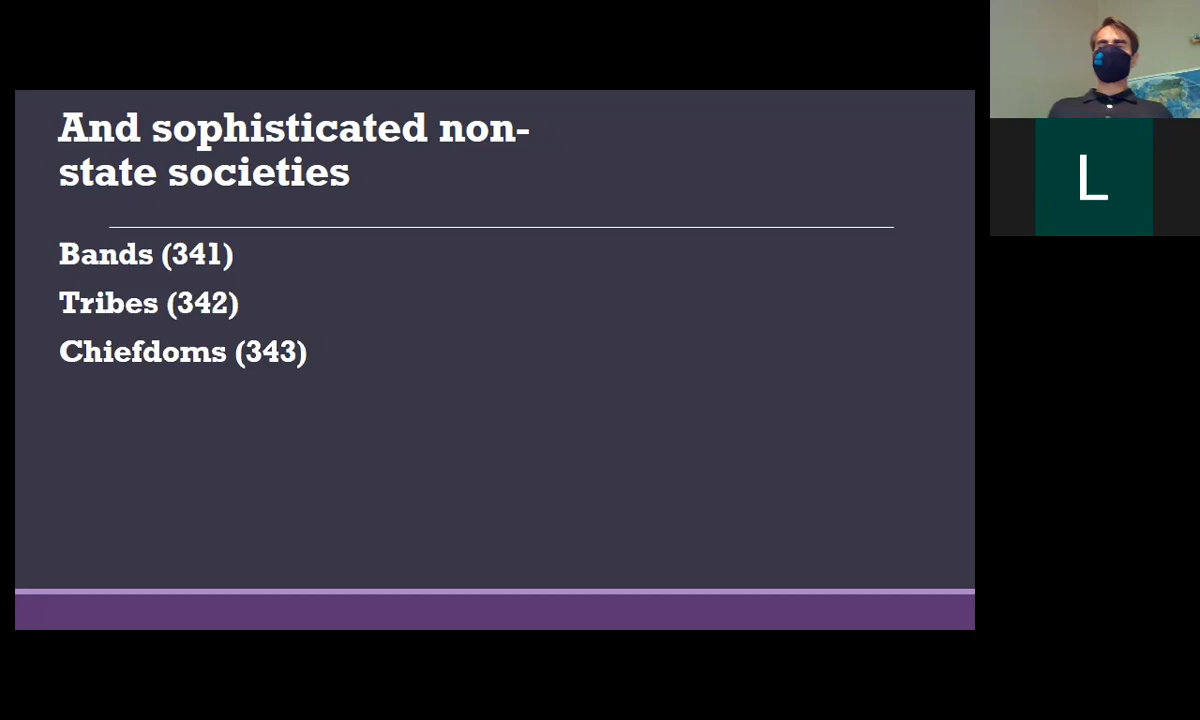 And sophisticated non-
state societies
Bands (341)
Tribes (342)
Chiefdoms (343)
L